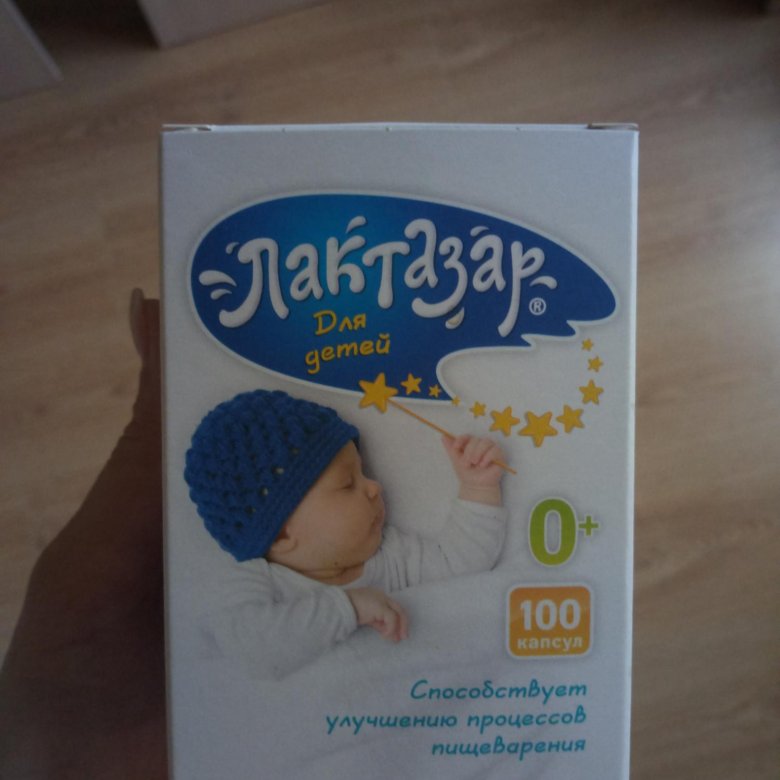 Лактазар®
Для
детей
0+
100
капсул
Способствует
улучшению процессов
пищеварения